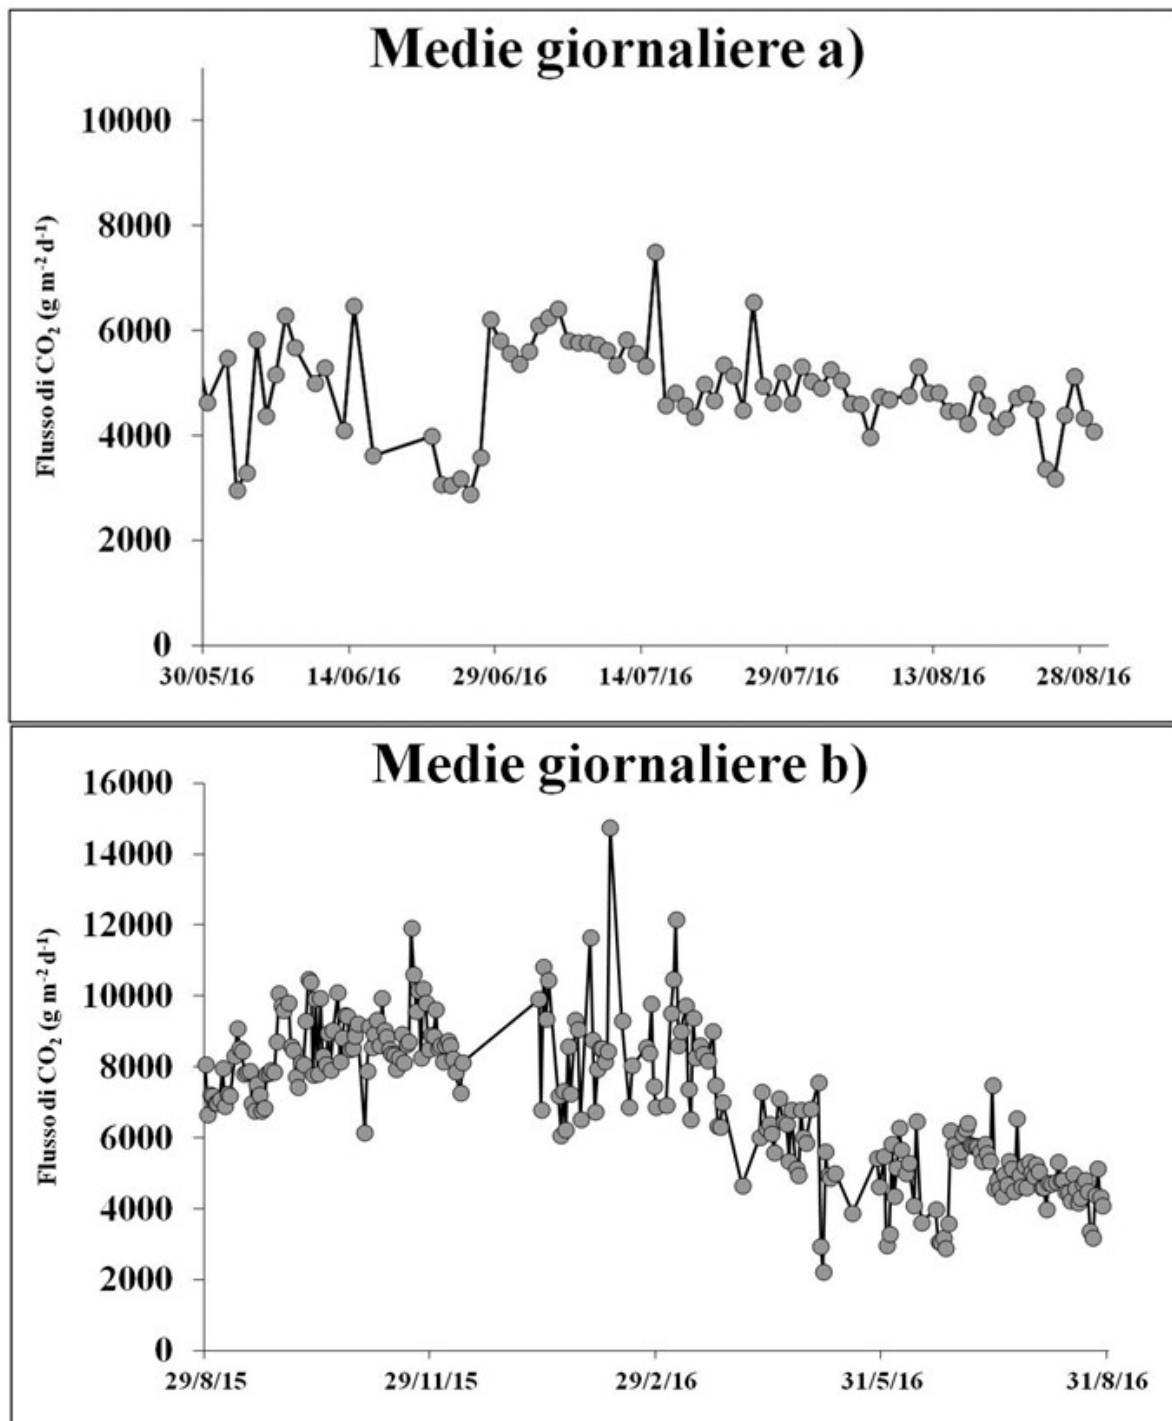 Medie giornaliere a)
Flusso di CO₂ (g m⁻² d⁻¹)
10000
8000
6000
4000
2000
0
30/05/16 14/06/16 29/06/16 14/07/16 29/07/16 13/08/16 28/08/16
Medie giornaliere b)
Flusso di CO₂ (g m⁻² d⁻¹)
16000
14000
12000
10000
8000
6000
4000
2000
0
29/8/15 29/11/15 29/2/16 31/5/16 31/8/16